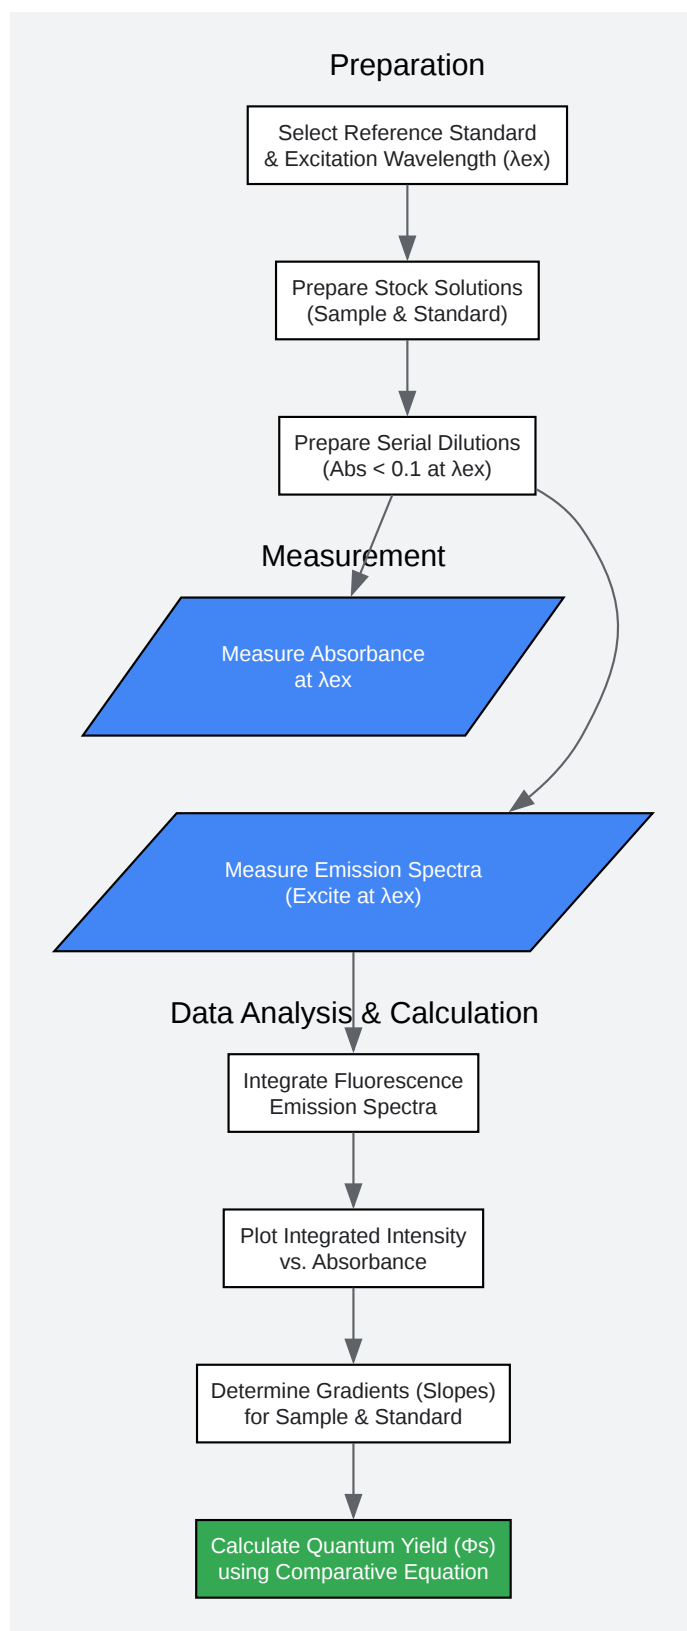 Preparation
Select Reference Standard
& Excitation Wavelength (λex)
Prepare Stock Solutions
(Sample & Standard)
Prepare Serial Dilutions
(Abs < 0.1 at λex)
Measurement
Measure Absorbance
at λex
Measure Emission Spectra
(Excite at λex)
Data Analysis & Calculation
Integrate Fluorescence
Emission Spectra
Plot Integrated Intensity
vs. Absorbance
Determine Gradients (Slopes)
for Sample & Standard
Calculate Quantum Yield (Φs)
using Comparative Equation